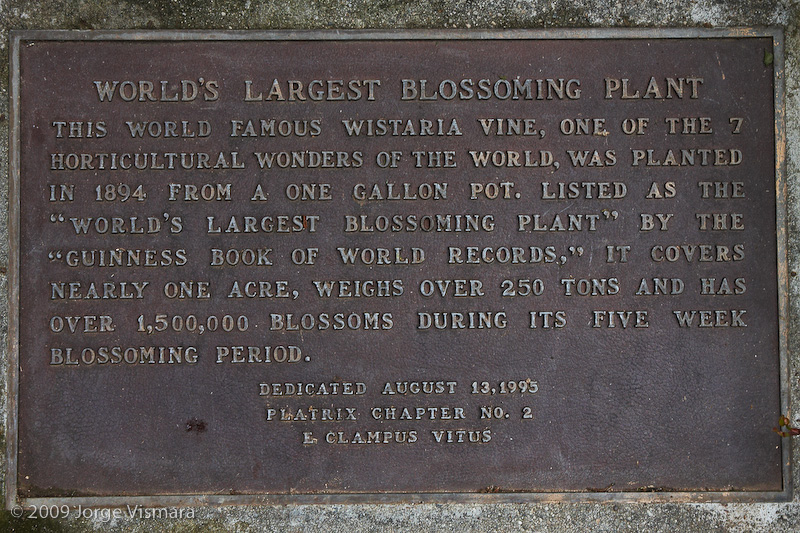 WORLD'S LARGEST BLOSSOMING PLANT
THIS WORLD FAMOUS WISTARIA VINE, ONE OF THE 7
HORTICULTURAL WONDERS OF THE WORLD, WAS PLANTED
IN 1894 FROM A ONE GALLON POT. LISTED AS THE
"WORLD'S LARGEST BLOSSOMING PLANT" BY THE
"GUINNESS BOOK OF WORLD RECORDS," IT COVERS
NEARLY ONE ACRE, WEIGHS OVER 250 TONS AND HAS
OVER 1,500,000 BLOSSOMS DURING ITS FIVE WEEK
BLOSSOMING PERIOD.
DEDICATED AUGUST 13,1995
PLATRIX CHAPTER NO. 2
E CLAMPUS VITUS
© 2009 Jorge Vismara